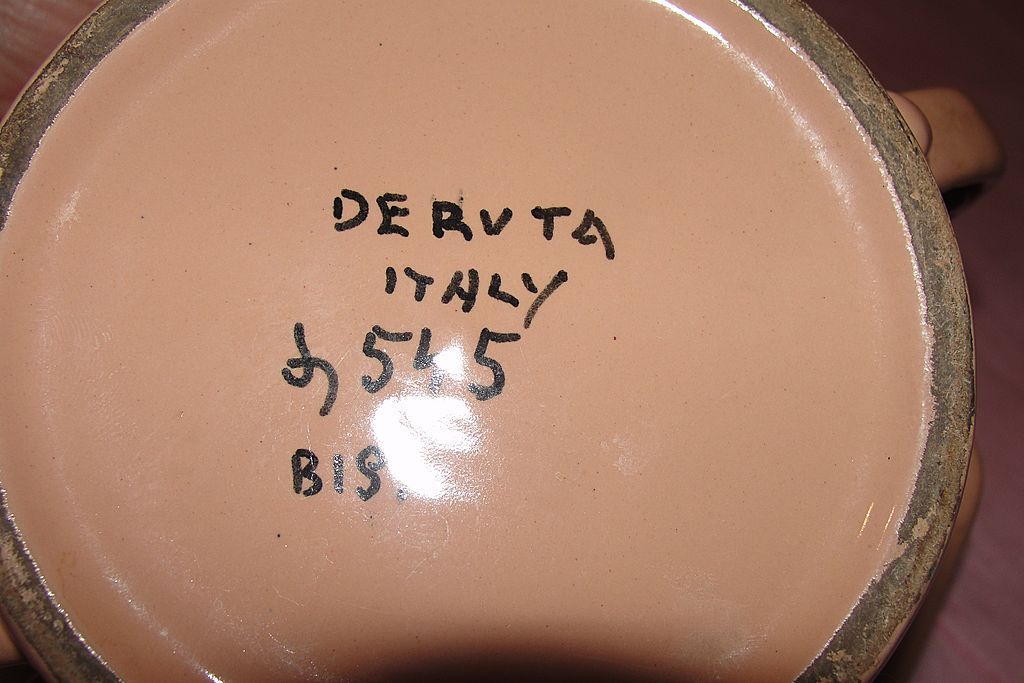 DERUTA
ITALY
545
BIS.